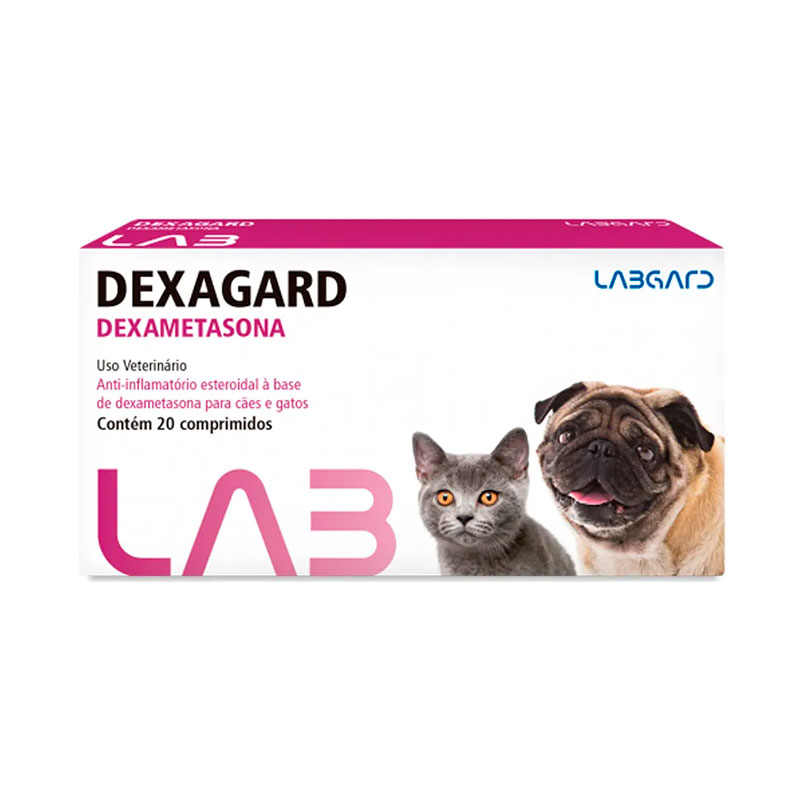 DEXAGARD
DEXAMETASONA
LAB
LABGARD
DEXAGARD
LABGARD
DEXAMETASONA
Uso Veterinário
Anti-inflamatório esteroidal à base
de dexametasona para cães e gatos
Contém 20 comprimidos
LAB